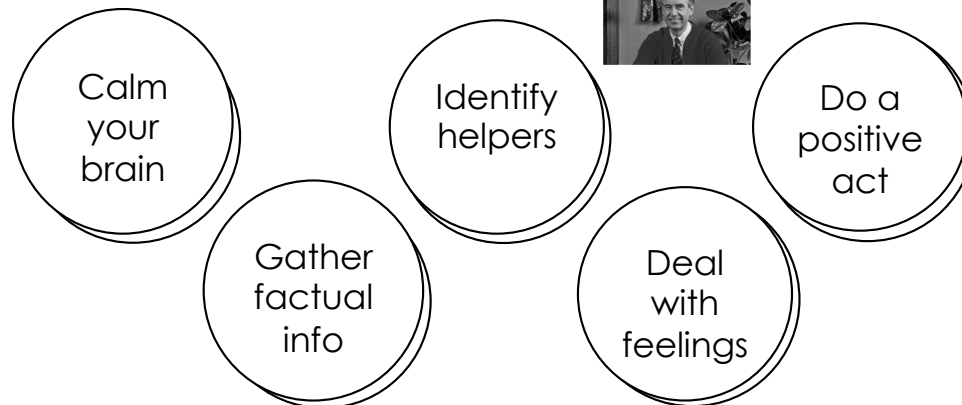 Calm
your
brain
Gather
factual
info
Identify
helpers
Deal
with
feelings
Do a
positive
act